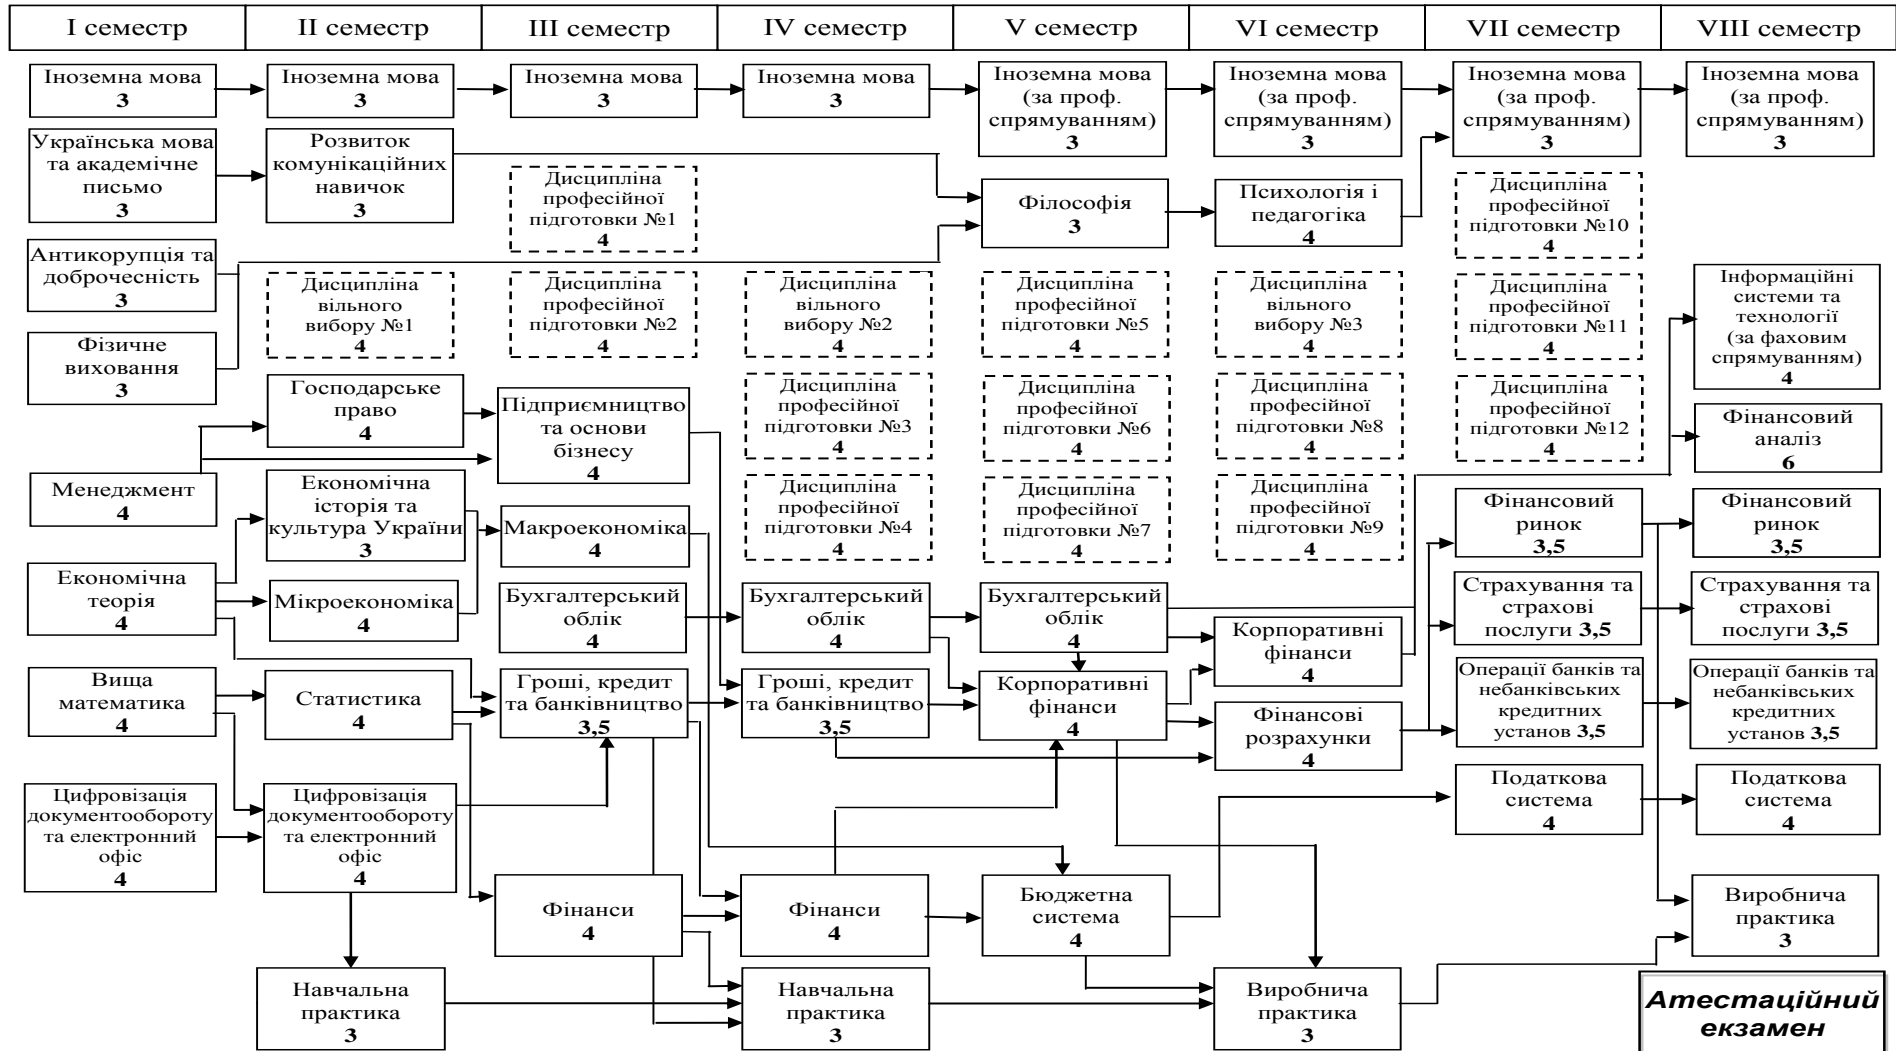 I семестр
II семестр
III семестр
IV семестр
V семестр
VI семестр
VII семестр
VIII семестр
Іноземна мова
3
Українська мова
та академічне
письмо
3
Антикорупція та
доброчесність
3
Фізичне
виховання
3
Менеджмент
4
Економічна
теорія
4
Вища
математика
4
Цифровізація
документообороту
та електронний
офіс
4
Іноземна мова
3
Розвиток
комунікаційних
навичок
3
Дисципліна
вільного
вибору №1
4
Господарське
право
4
Економічна
історія та
культура України
3
Мікроекономіка
4
Статистика
4
Цифровізація
документообороту
та електронний
офіс
4
Навчальна
практика
3
Іноземна мова
3
Дисципліна
професійної
підготовки №1
4
Дисципліна
професійної
підготовки №2
4
Підприємництво
та основи
бізнесу
4
Макроекономіка
4
Бухгалтерський
облік
4
Гроші, кредит
та банківництво
3,5
Фінанси
4
Іноземна мова
3
Дисципліна
вільного
вибору №2
4
Дисципліна
професійної
підготовки №3
4
Дисципліна
професійної
підготовки №4
4
Бухгалтерський
облік
4
Гроші, кредит
та банківництво
3,5
Фінанси
4
Навчальна
практика
3
Іноземна мова
(за проф.
спрямуванням)
3
Філософія
3
Дисципліна
професійної
підготовки №5
4
Дисципліна
професійної
підготовки №6
4
Дисципліна
професійної
підготовки №7
4
Бухгалтерський
облік
4
Корпоративні
фінанси
4
Бюджетна
система
4
Іноземна мова
(за проф.
спрямуванням)
3
Психологія і
педагогіка
4
Дисципліна
вільного
вибору №3
4
Дисципліна
професійної
підготовки №8
4
Дисципліна
професійної
підготовки №9
4
Корпоративні
фінанси
4
Фінансові
розрахунки
4
Виробнича
практика
3
Іноземна мова
(за проф.
спрямуванням)
3
Дисципліна
професійної
підготовки №10
4
Дисципліна
професійної
підготовки №11
4
Дисципліна
професійної
підготовки №12
4
Фінансовий
ринок
3,5
Страхування та
страхові
послуги 3,5
Операції банків та
небанківських
кредитних
установ 3,5
Податкова
система
4
Іноземна мова
(за проф.
спрямуванням)
3
Інформаційні
системи та
технології
(за фаховим
спрямуванням)
4
Фінансовий
аналіз
6
Фінансовий
ринок
3,5
Страхування та
страхові
послуги 3,5
Операції банків та
небанківських
кредитних
установ 3,5
Податкова
система
4
Виробнича
практика
3
Атестаційний
екзамен